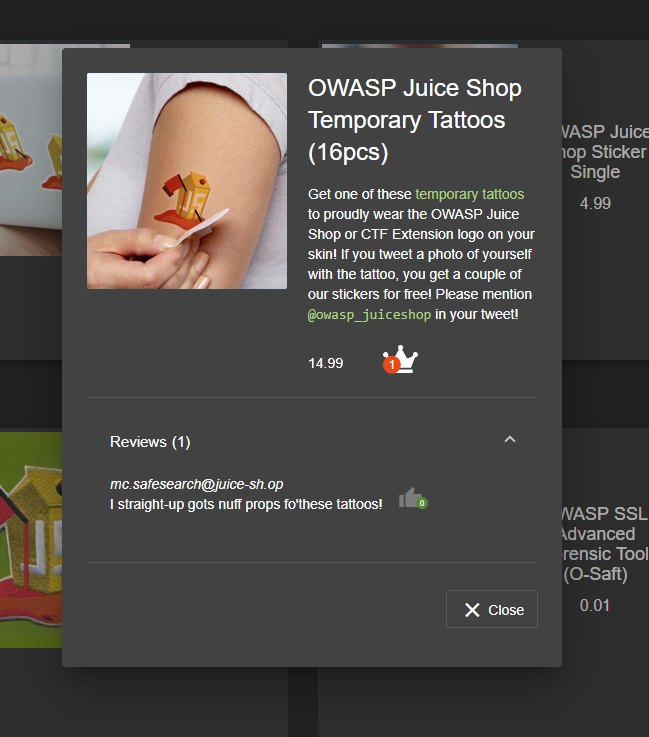 OWASP Juice Shop
Temporary Tattoos
(16pcs)
Get one of these temporary tattoos
to proudly wear the OWASP Juice
Shop or CTF Extension logo on your
skin! If you tweet a photo of yourself
with the tattoo, you get a couple of
our stickers for free! Please mention
@owasp_juiceshop in your tweet!
14.99
1
Reviews (1)
mc.safesearch@juice-sh.op
I straight-up gots nuff props fo'these tattoos!
0
Close
WASP Juice
hop Sticker
Single
4.99
WASP SSL
Advanced
orensic Tool
(O-Saft)
0.01